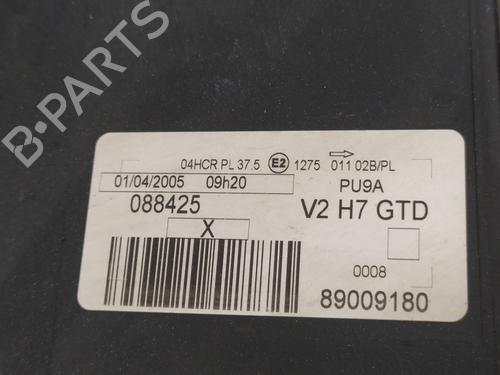 04HCR PL 37.5 E2 1275 011 02B/PL
01/04/2005 09h20 PU9A
088425 V2 H7 GTD
X
0008
89009180
B-PARTS